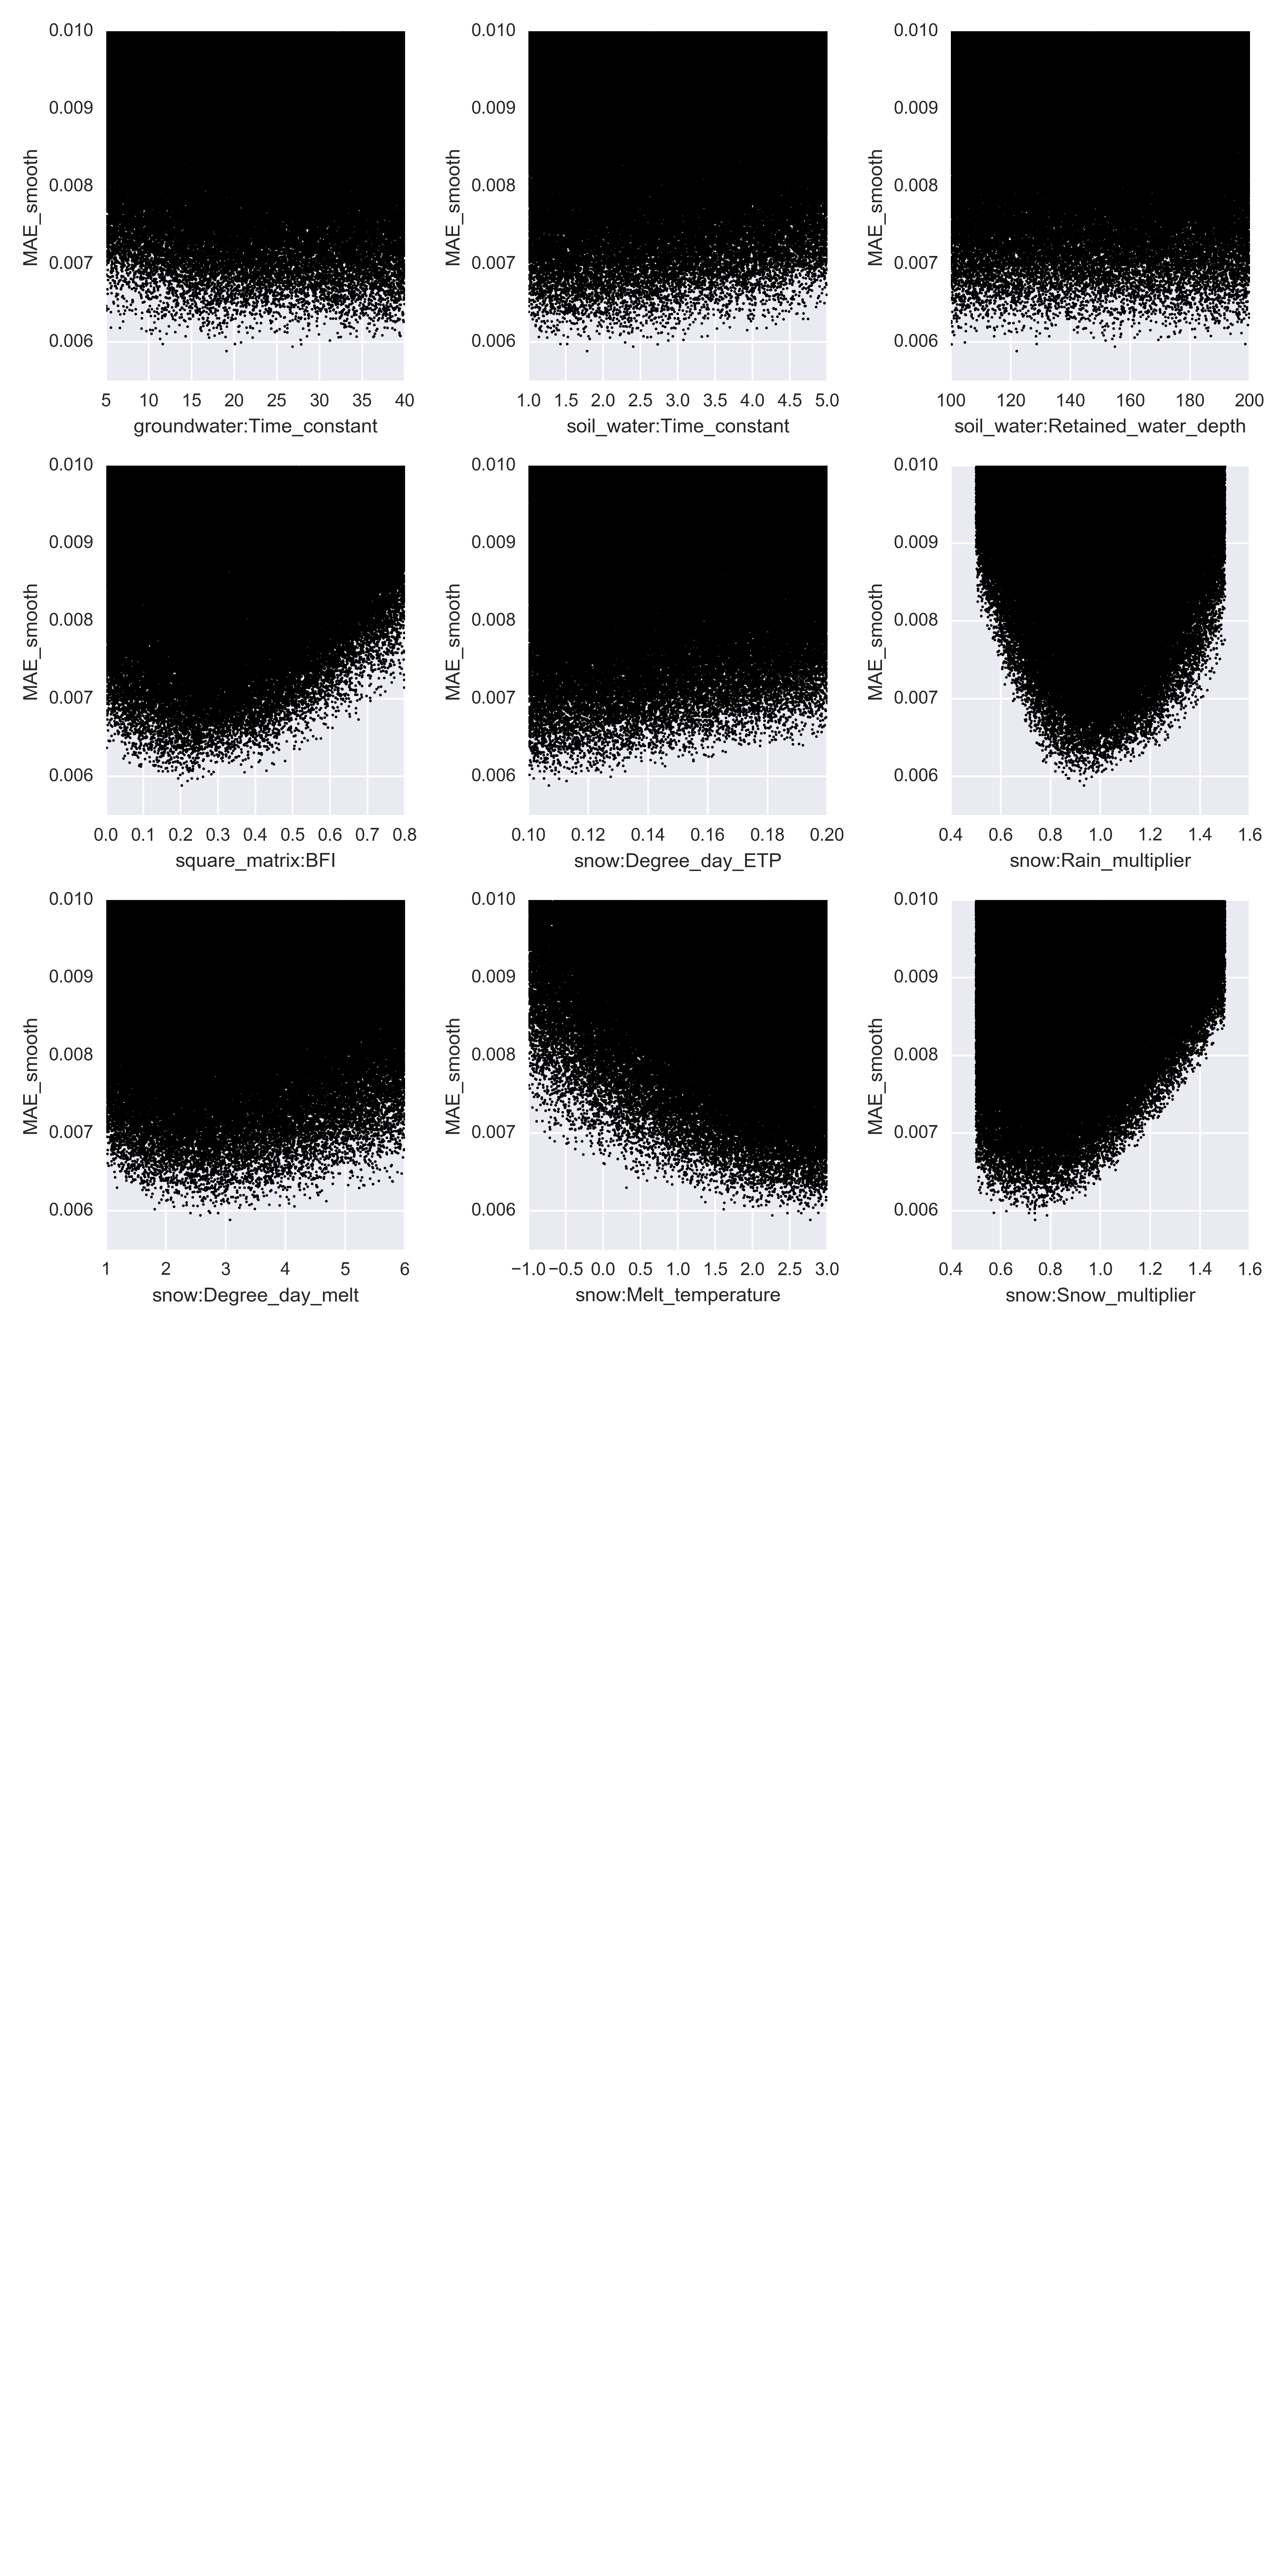 0.010
0.009
0.008
0.007
0.006
MAE_smooth
5 10 15 20 25 30 35 40
groundwater:Time_constant
0.010
0.009
0.008
0.007
0.006
MAE_smooth
1.0 1.5 2.0 2.5 3.0 3.5 4.0 4.5 5.0
soil_water:Time_constant
0.010
0.009
0.008
0.007
0.006
MAE_smooth
100 120 140 160 180 200
soil_water:Retained_water_depth
0.010
0.009
0.008
0.007
0.006
MAE_smooth
0.0 0.1 0.2 0.3 0.4 0.5 0.6 0.7 0.8
square_matrix:BFI
0.010
0.009
0.008
0.007
0.006
MAE_smooth
0.10 0.12 0.14 0.16 0.18 0.20
snow:Degree_day_ETP
0.010
0.009
0.008
0.007
0.006
MAE_smooth
0.4 0.6 0.8 1.0 1.2 1.4 1.6
snow:Rain_multiplier
0.010
0.009
0.008
0.007
0.006
MAE_smooth
1 2 3 4 5 6
snow:Degree_day_melt
0.010
0.009
0.008
0.007
0.006
MAE_smooth
−1.0 −0.5 0.0 0.5 1.0 1.5 2.0 2.5 3.0
snow:Melt_temperature
0.010
0.009
0.008
0.007
0.006
MAE_smooth
0.4 0.6 0.8 1.0 1.2 1.4 1.6
snow:Snow_multiplier